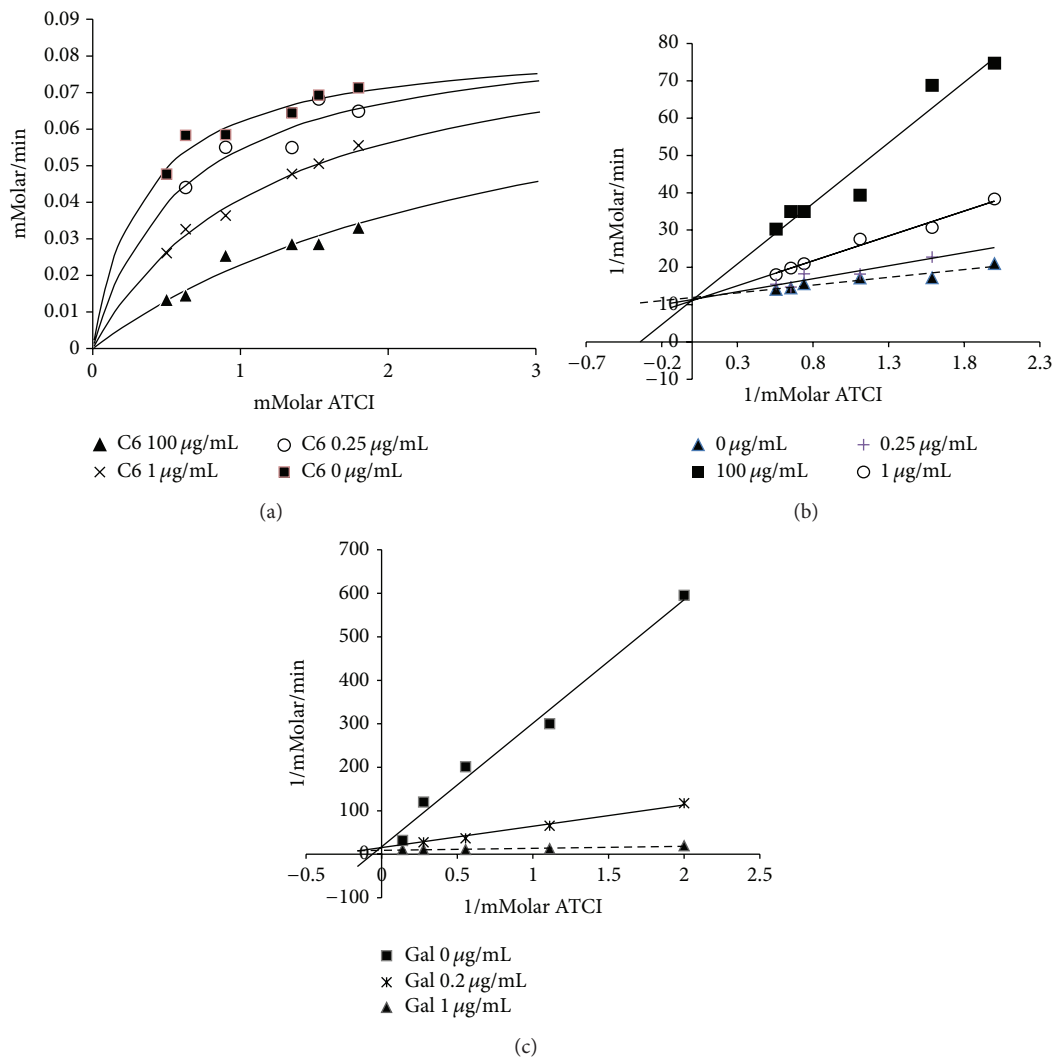 0.09
0.08
0.07
0.06
0.05
0.04
0.03
0.02
0.01
0
mMolar/min
0 1 2 3
mMolar ATCI
C6 100 μg/mL C6 0.25 μg/mL
C6 1 μg/mL C6 0 μg/mL
(a)
80
70
60
50
40
30
20
10
0
−10
1/mMolar/min
−0.7 −0.2 0.3 0.8 1.3 1.8 2.3
1/mMolar ATCI
0 μg/mL 0.25 μg/mL
100 μg/mL 1 μg/mL
(b)
700
600
500
400
300
200
100
0
−100
1/mMolar/min
−0.5 0 0.5 1 1.5 2 2.5
1/mMolar ATCI
Gal 0 μg/mL
Gal 0.2 μg/mL
Gal 1 μg/mL
(c)